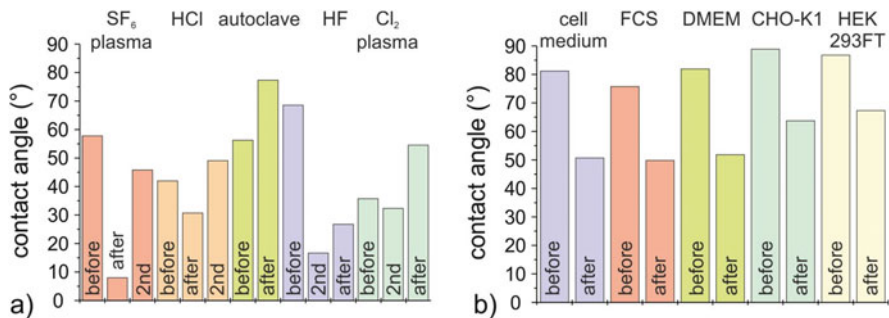 SF6 HCl autoclave HF Cl2
plasma plasma
contact angle (°)
90
80
70
60
50
40
30
20
10
0
before
after
2nd
before
after
2nd
before
after
before
2nd
after
before
2nd
after
a)
cell FCS DMEM CHO-K1 HEK
medium 293FT
contact angle (°)
90
80
70
60
50
40
30
20
10
0
before
after
before
after
before
after
before
after
before
after
b)